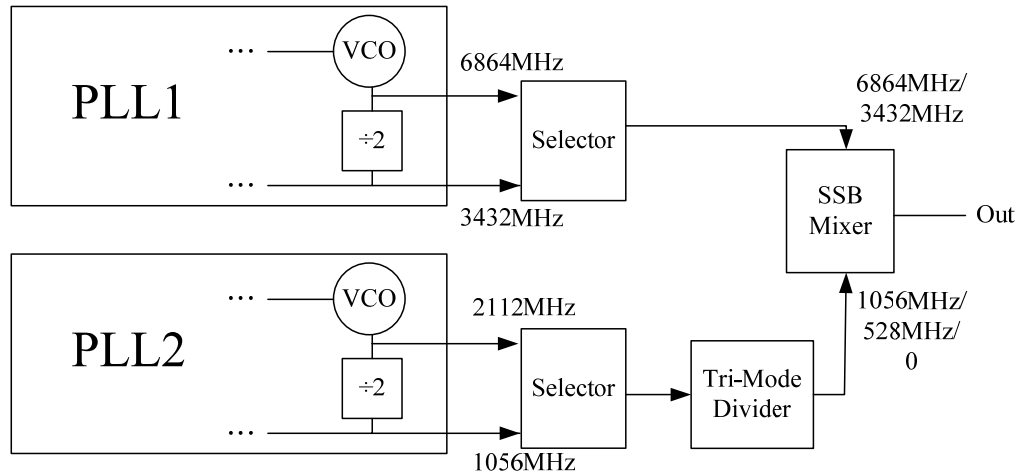 ...
VCO
6864MHz
PLL1
÷2
Selector
6864MHz/
3432MHz
...
3432MHz
SSB
Mixer
Out
...
VCO
2112MHz
1056MHz/
528MHz/
0
PLL2
÷2
Selector
Tri-Mode
Divider
...
1056MHz